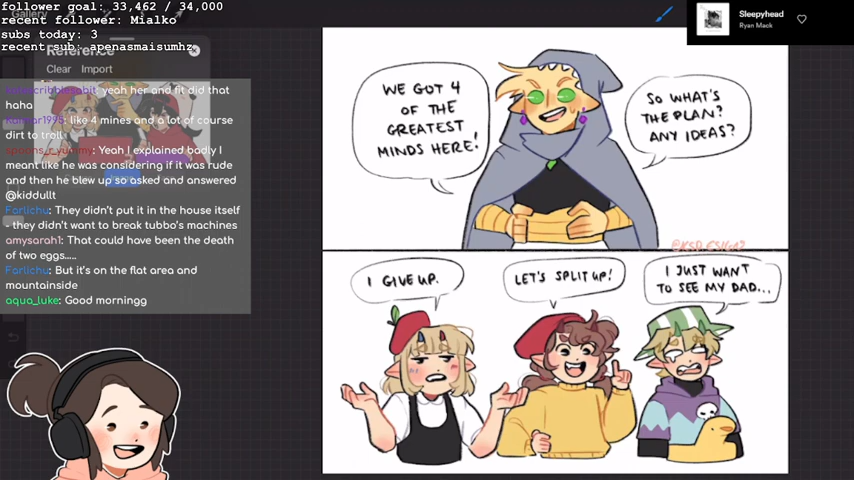 follower goal: 33,462 / 34,000
recent follower: Mialko
subs today: 3
recent sub: apenasmaisumhz
Reference
Clear Import
yeah her and fit did that
haha
like 4 mines and a lot of course
dirt to troll
Yeah I explained badly I
meant like he was considering if it was rude
and then he blew up so asked and answered
@kiddullt
Farlichu: They didn't put it in the house itself
- they didn't want to break tubbo's machines
amysarah1: That could have been the death
of two eggs.....
Farlichu: But it's on the flat area and
mountainside
aqua_luke: Good morningg
Sleepyhead
Ryan Mack
WE GOT 4
OF THE
GREATEST
MINDS HERE!
SO WHAT'S
THE PLAN?
ANY IDEAS?
I GIVE UP.
LET'S SPLIT UP!
I JUST WANT
TO SEE MY DAD...